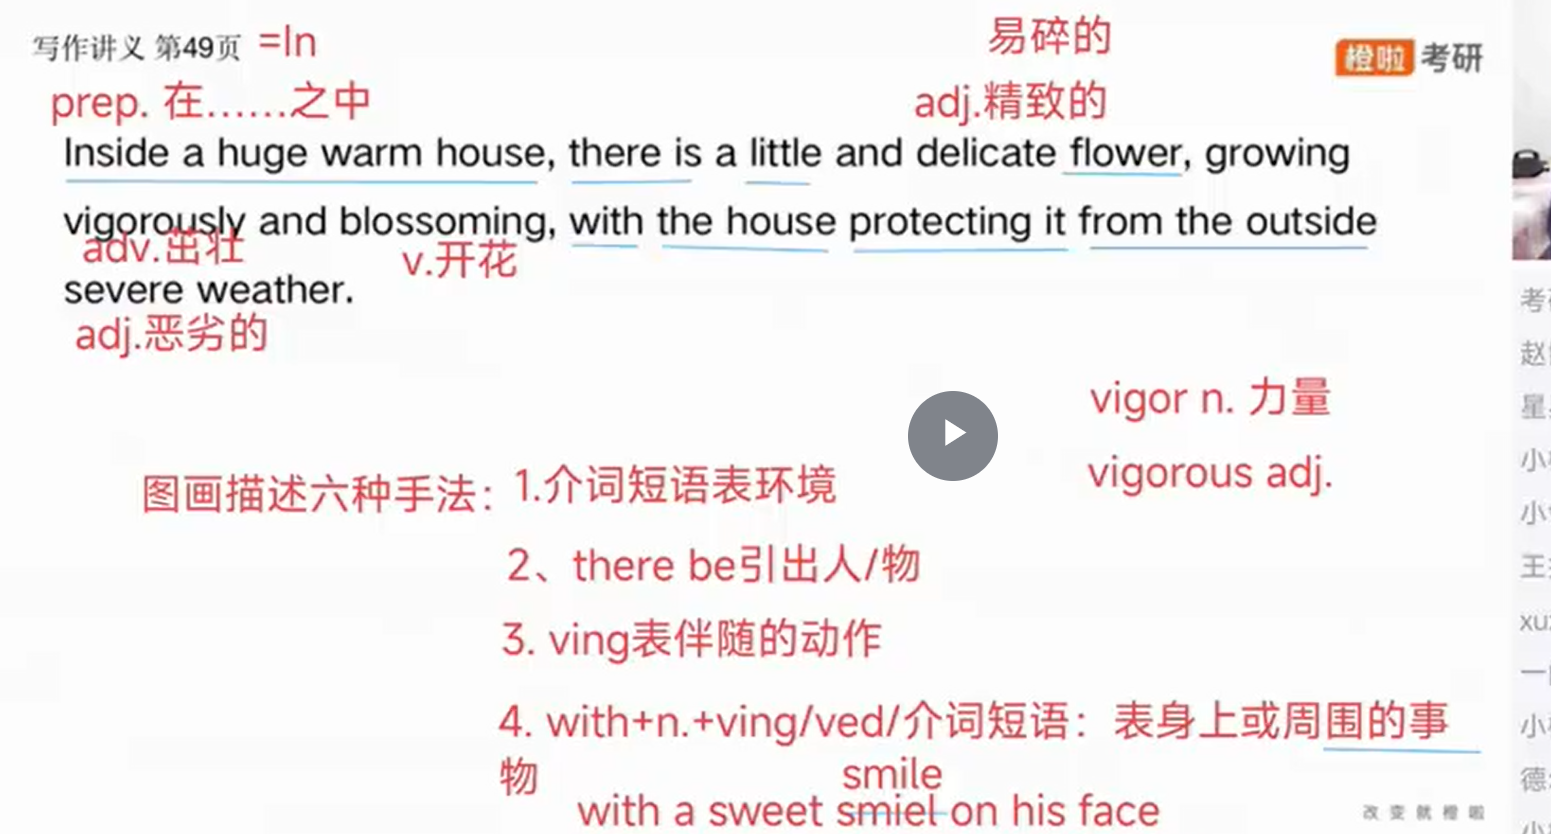 写作讲义 第49页 =In
易碎的
橙啦 考研
prep. 在……之中
adj.精致的
Inside a huge warm house, there is a little and delicate flower, growing
vigorously and blossoming, with the house protecting it from the outside
adv.茁壮
v.开花
severe weather.
adj.恶劣的
vigor n. 力量
vigorous adj.
图画描述六种手法：1.介词短语表环境
2、there be引出人/物
3. ving表伴随的动作
4. with+n.+ving/ved/介词短语：表身上或周围的事
物
smile
with a sweet smiel on his face
改变就橙啦
赵
星
小
小
王
一
小
德